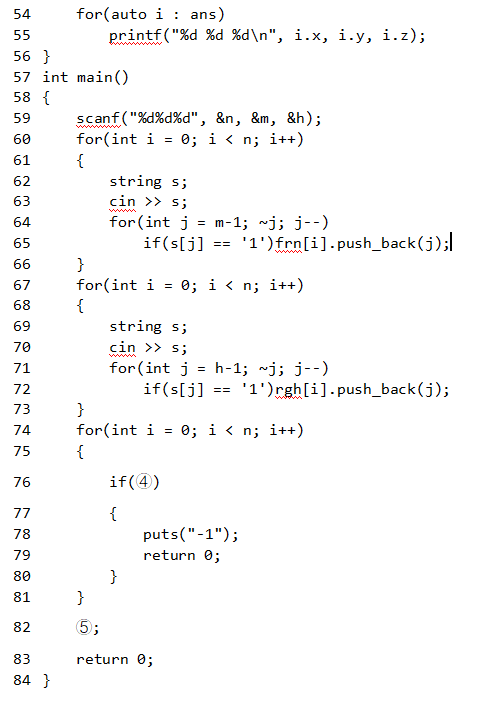 54 for(auto i : ans)
55 printf("%d %d %d\n", i.x, i.y, i.z);
56 }
57 int main()
58 {
59 scanf("%d%d%d", &n, &m, &h);
60 for(int i = 0; i < n; i++)
61 {
62 string s;
63 cin >> s;
64 for(int j = m-1; ~j; j--)
65 if(s[j] == '1')frn[i].push_back(j);
66 }
67 for(int i = 0; i < n; i++)
68 {
69 string s;
70 cin >> s;
71 for(int j = h-1; ~j; j--)
72 if(s[j] == '1')rgh[i].push_back(j);
73 }
74 for(int i = 0; i < n; i++)
75 {
76 if(④)
77 {
78 puts("-1");
79 return 0;
80 }
81 }
82 ⑤;
83 return 0;
84 }